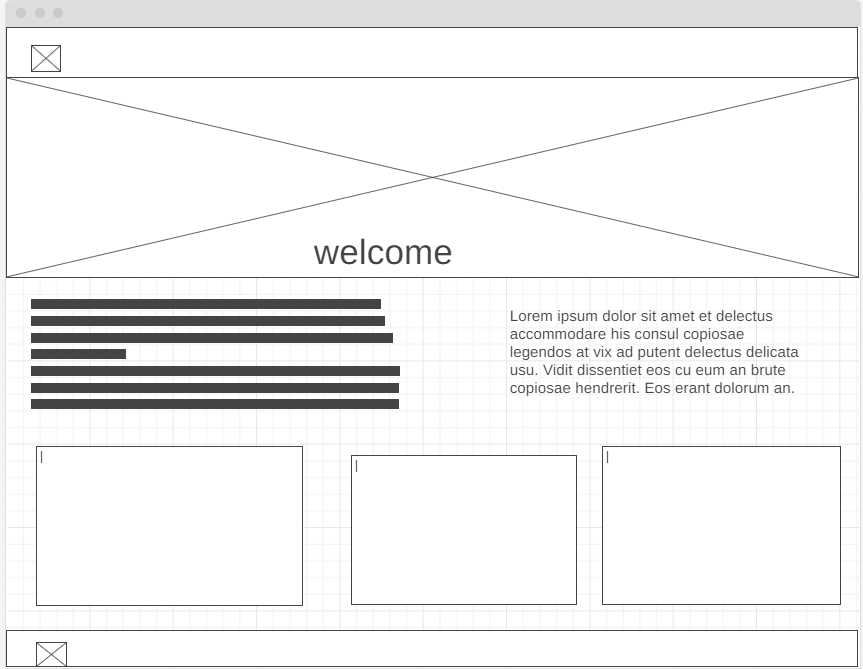 welcome
Lorem ipsum dolor sit amet et delectus
accommodare his consul copiosae
legendos at vix ad putent delectus delicata
usu. Vidit dissentiet eos cu eum an brute
copiosae hendrerit. Eos erant dolorum an.